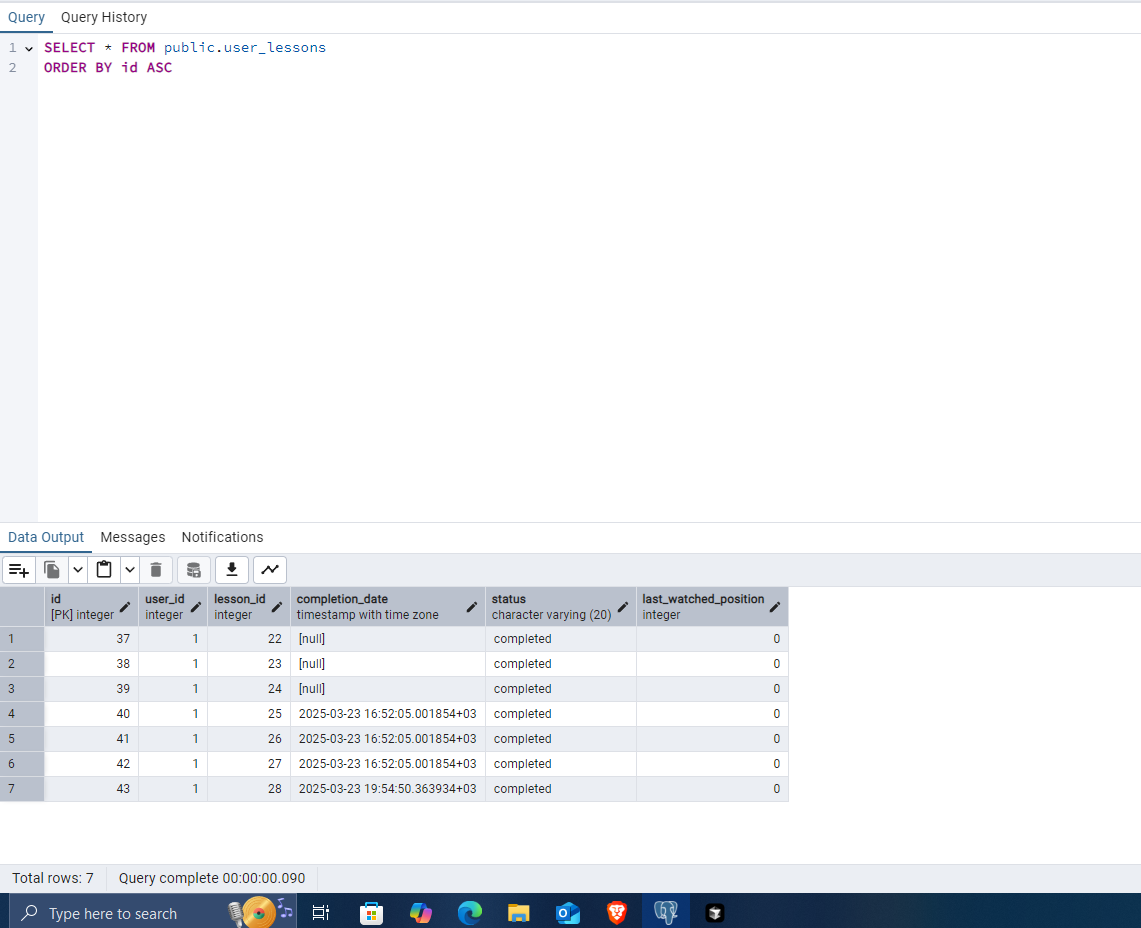 Query Query History
1 SELECT * FROM public.user_lessons
2 ORDER BY id ASC
Data Output Messages Notifications
id user_id lesson_id completion_date status last_watched_position
[PK] integer integer integer timestamp with time zone character varying (20) integer
1 37 1 22 [null] completed 0
2 38 1 23 [null] completed 0
3 39 1 24 [null] completed 0
4 40 1 25 2025-03-23 16:52:05.001854+03 completed 0
5 41 1 26 2025-03-23 16:52:05.001854+03 completed 0
6 42 1 27 2025-03-23 16:52:05.001854+03 completed 0
7 43 1 28 2025-03-23 19:54:50.363934+03 completed 0
Total rows: 7 Query complete 00:00:00.090
Type here to search